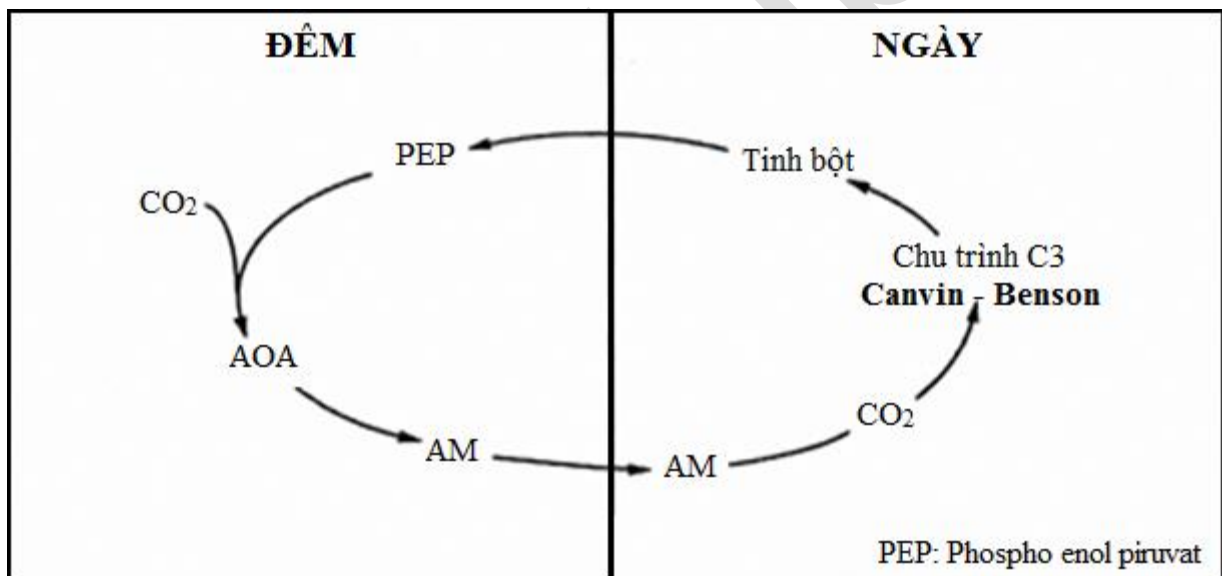 ĐÊM
NGÀY
PEP
Tinh bột
CO₂
Chu trình C3
Canvin - Benson
AOA
CO₂
AM
AM
PEP: Phospho enol piruvat